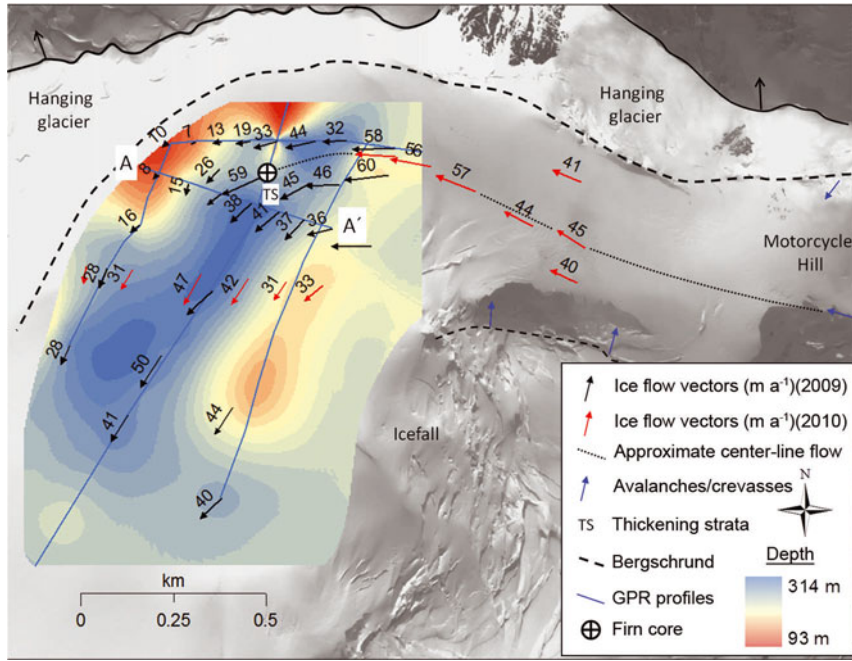 Hanging
glacier
Hanging
glacier
10
7
13
19
33
44
32
58
56
A
8
15
26
59
TS
45
46
60
57
41
16
38
41
37
36
A´
44
45
40
Motorcycle
Hill
28
31
47
42
31
33
28
50
41
44
40
Icefall
km
0
0.25
0.5
Ice flow vectors (m a⁻¹)(2009)
Ice flow vectors (m a⁻¹)(2010)
Approximate center-line flow
Avalanches/crevasses
N
TS Thickening strata
Bergschrund
Depth
GPR profiles
314 m
Firn core
93 m